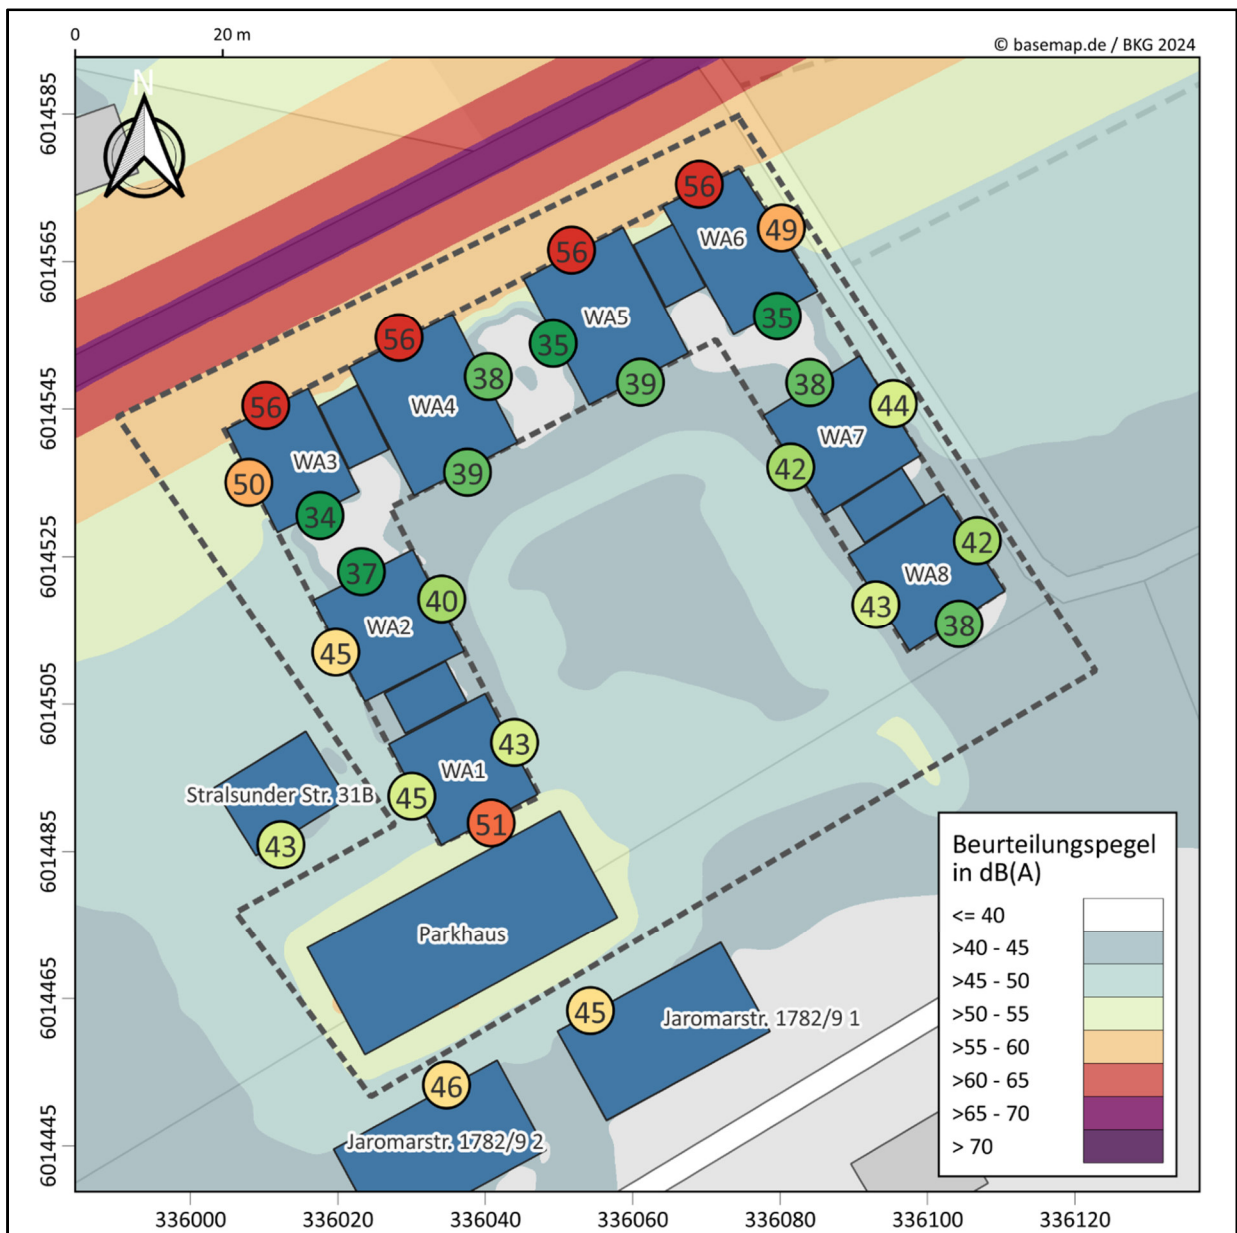 0
20 m
© basemap.de / BKG 2024
N
6014585
6014565
6014545
6014525
6014505
6014485
6014465
6014445
56
WA6
49
35
56
WA5
35
39
56
WA4
38
39
56
WA3
50
34
38
44
WA7
42
37
40
WA2
45
42
WA8
43
38
43
WA1
45
51
Stralsunder Str. 31B
43
Parkhaus
45
Jaromarstr. 1782/9 1
46
Jaromarstr. 1782/9 2
Beurteilungspegel
in dB(A)
<= 40
>40 - 45
>45 - 50
>50 - 55
>55 - 60
>60 - 65
>65 - 70
> 70
336000
336020
336040
336060
336080
336100
336120